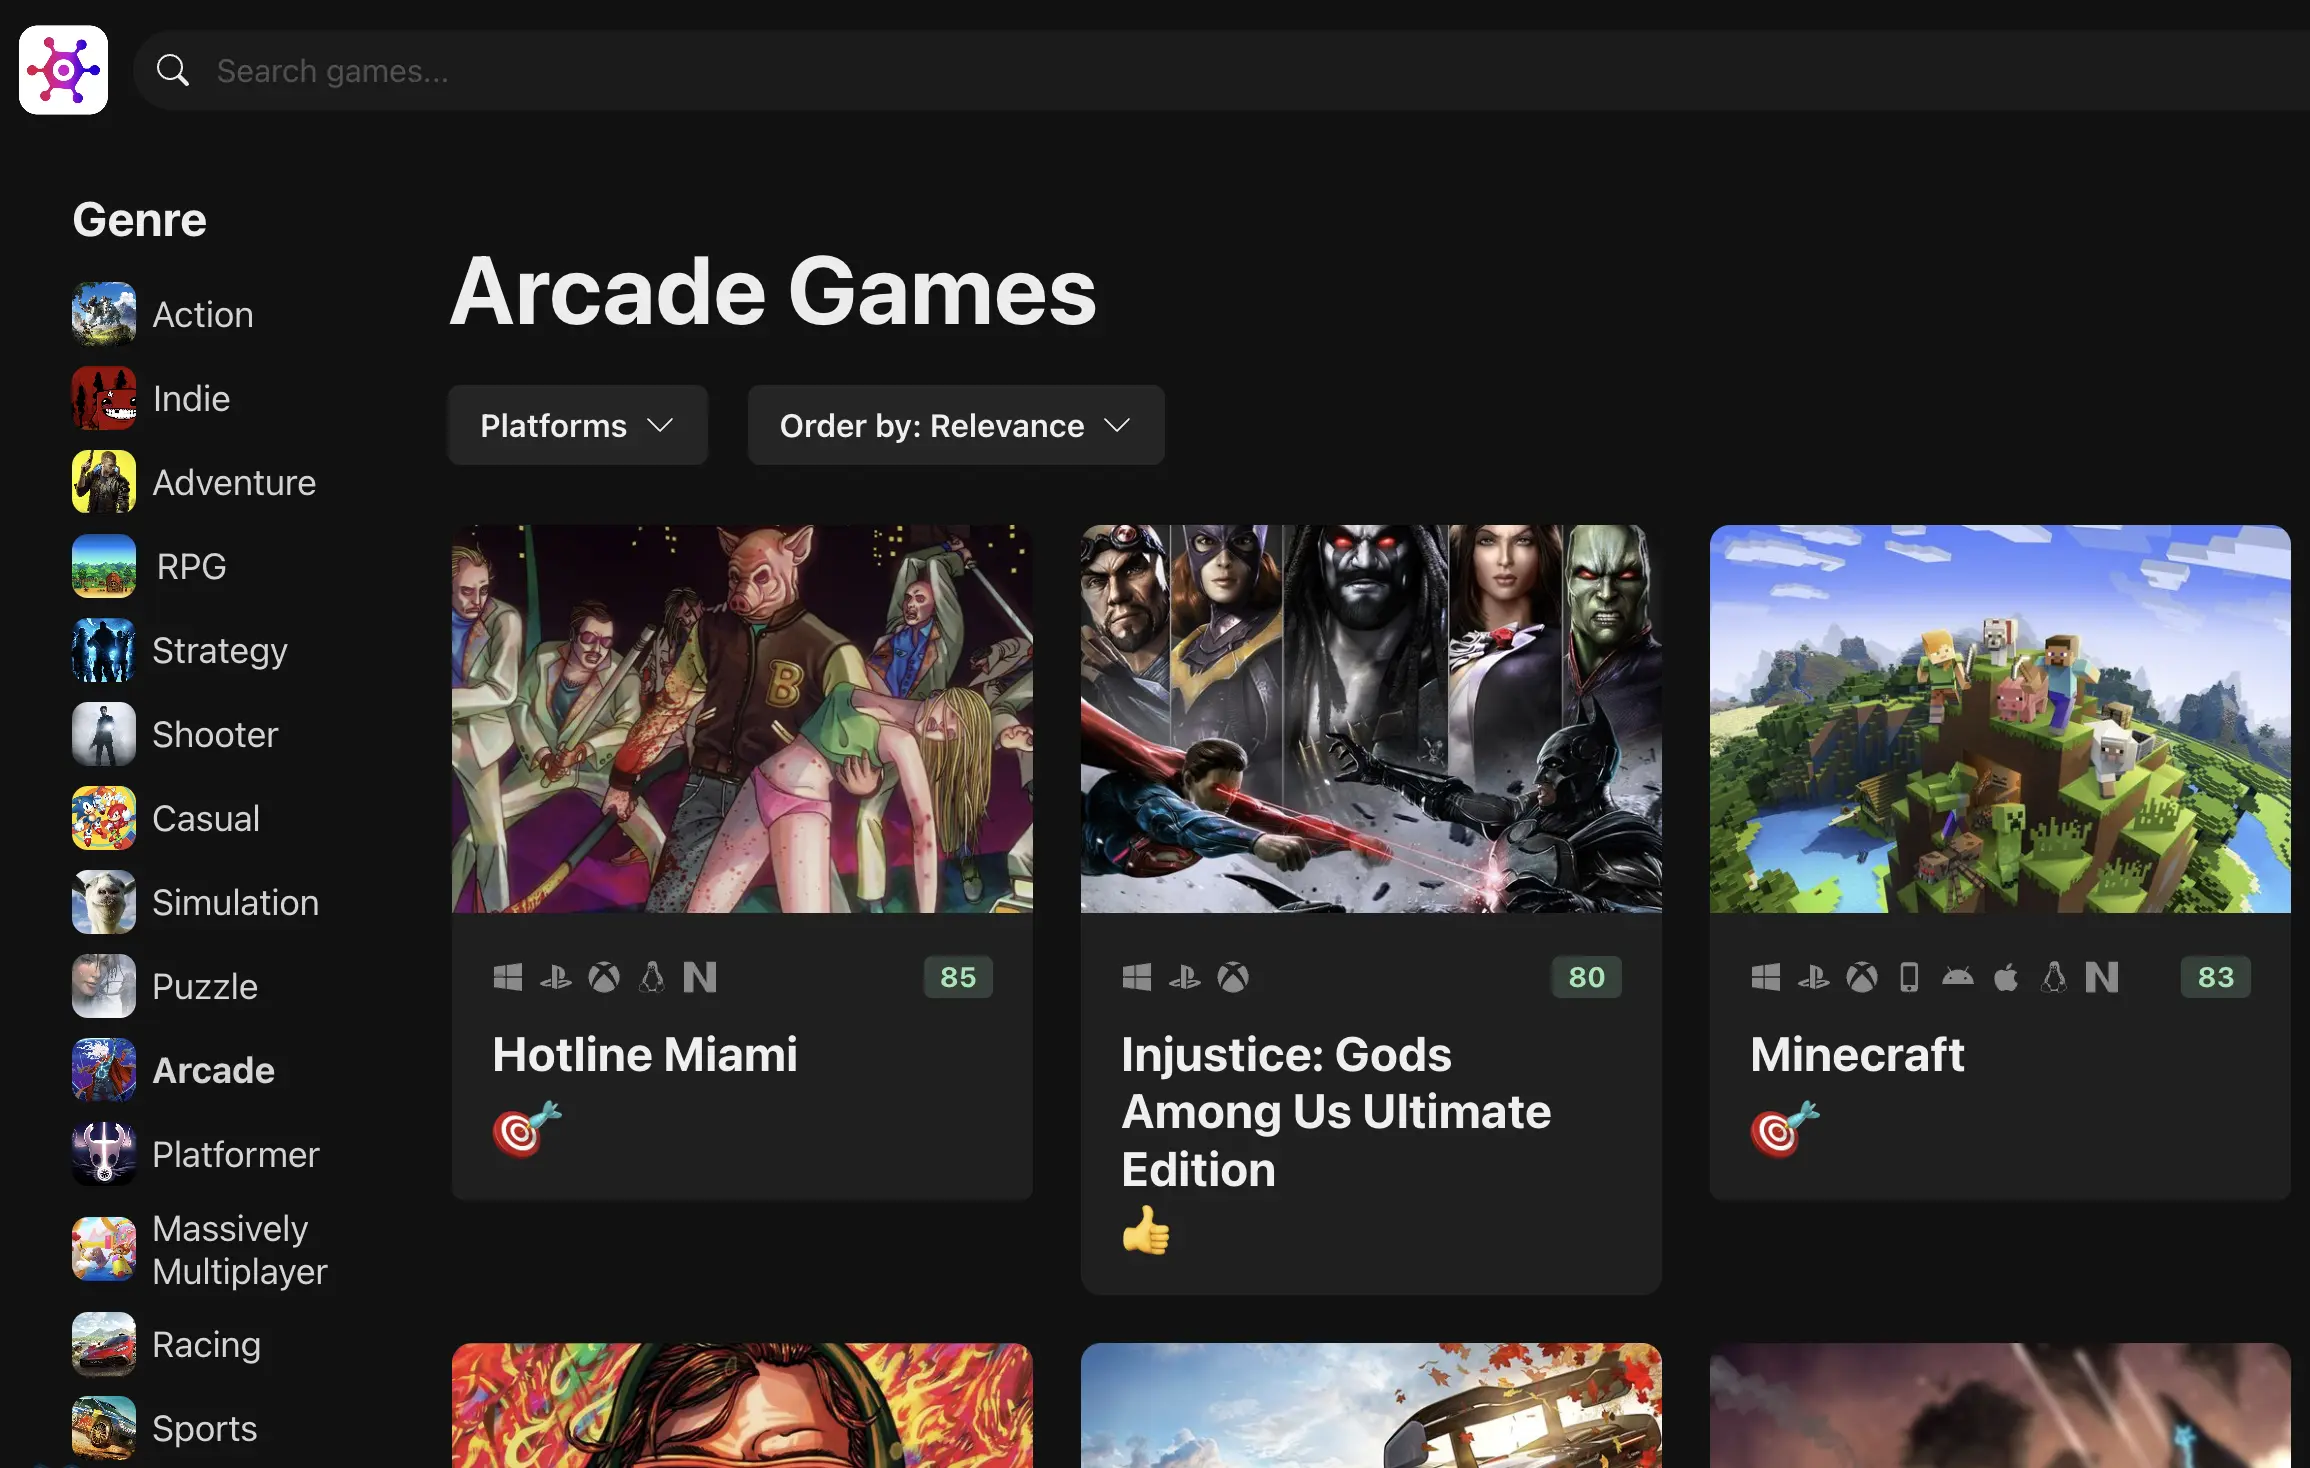 Search games...
Genre
Action
Indie
Adventure
RPG
Strategy
Shooter
Casual
Simulation
Puzzle
Arcade
Platformer
Massively
Multiplayer
Racing
Sports
Arcade Games
Platforms
Order by: Relevance
B
85
Hotline Miami
80
Injustice: Gods
Among Us Ultimate
Edition
83
Minecraft